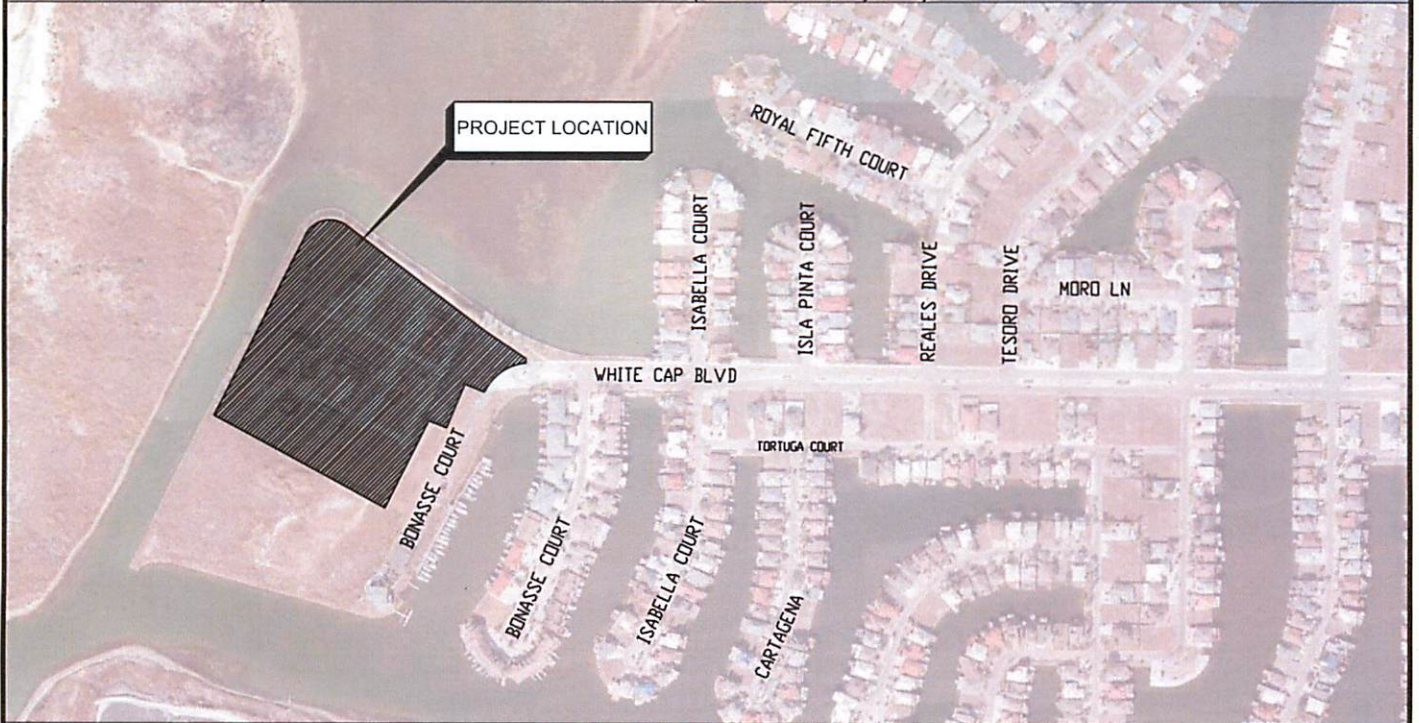 PROJECT LOCATION
ROYAL FIFTH COURT
ISABELLA COURT
ISLA PINTA COURT
REALES DRIVE
TESORO DRIVE
MORO LN
WHITE CAP BLVD
TORTUGA COURT
BONASSE COURT
BONASSE COURT
ISABELLA COURT
CARTAGENA